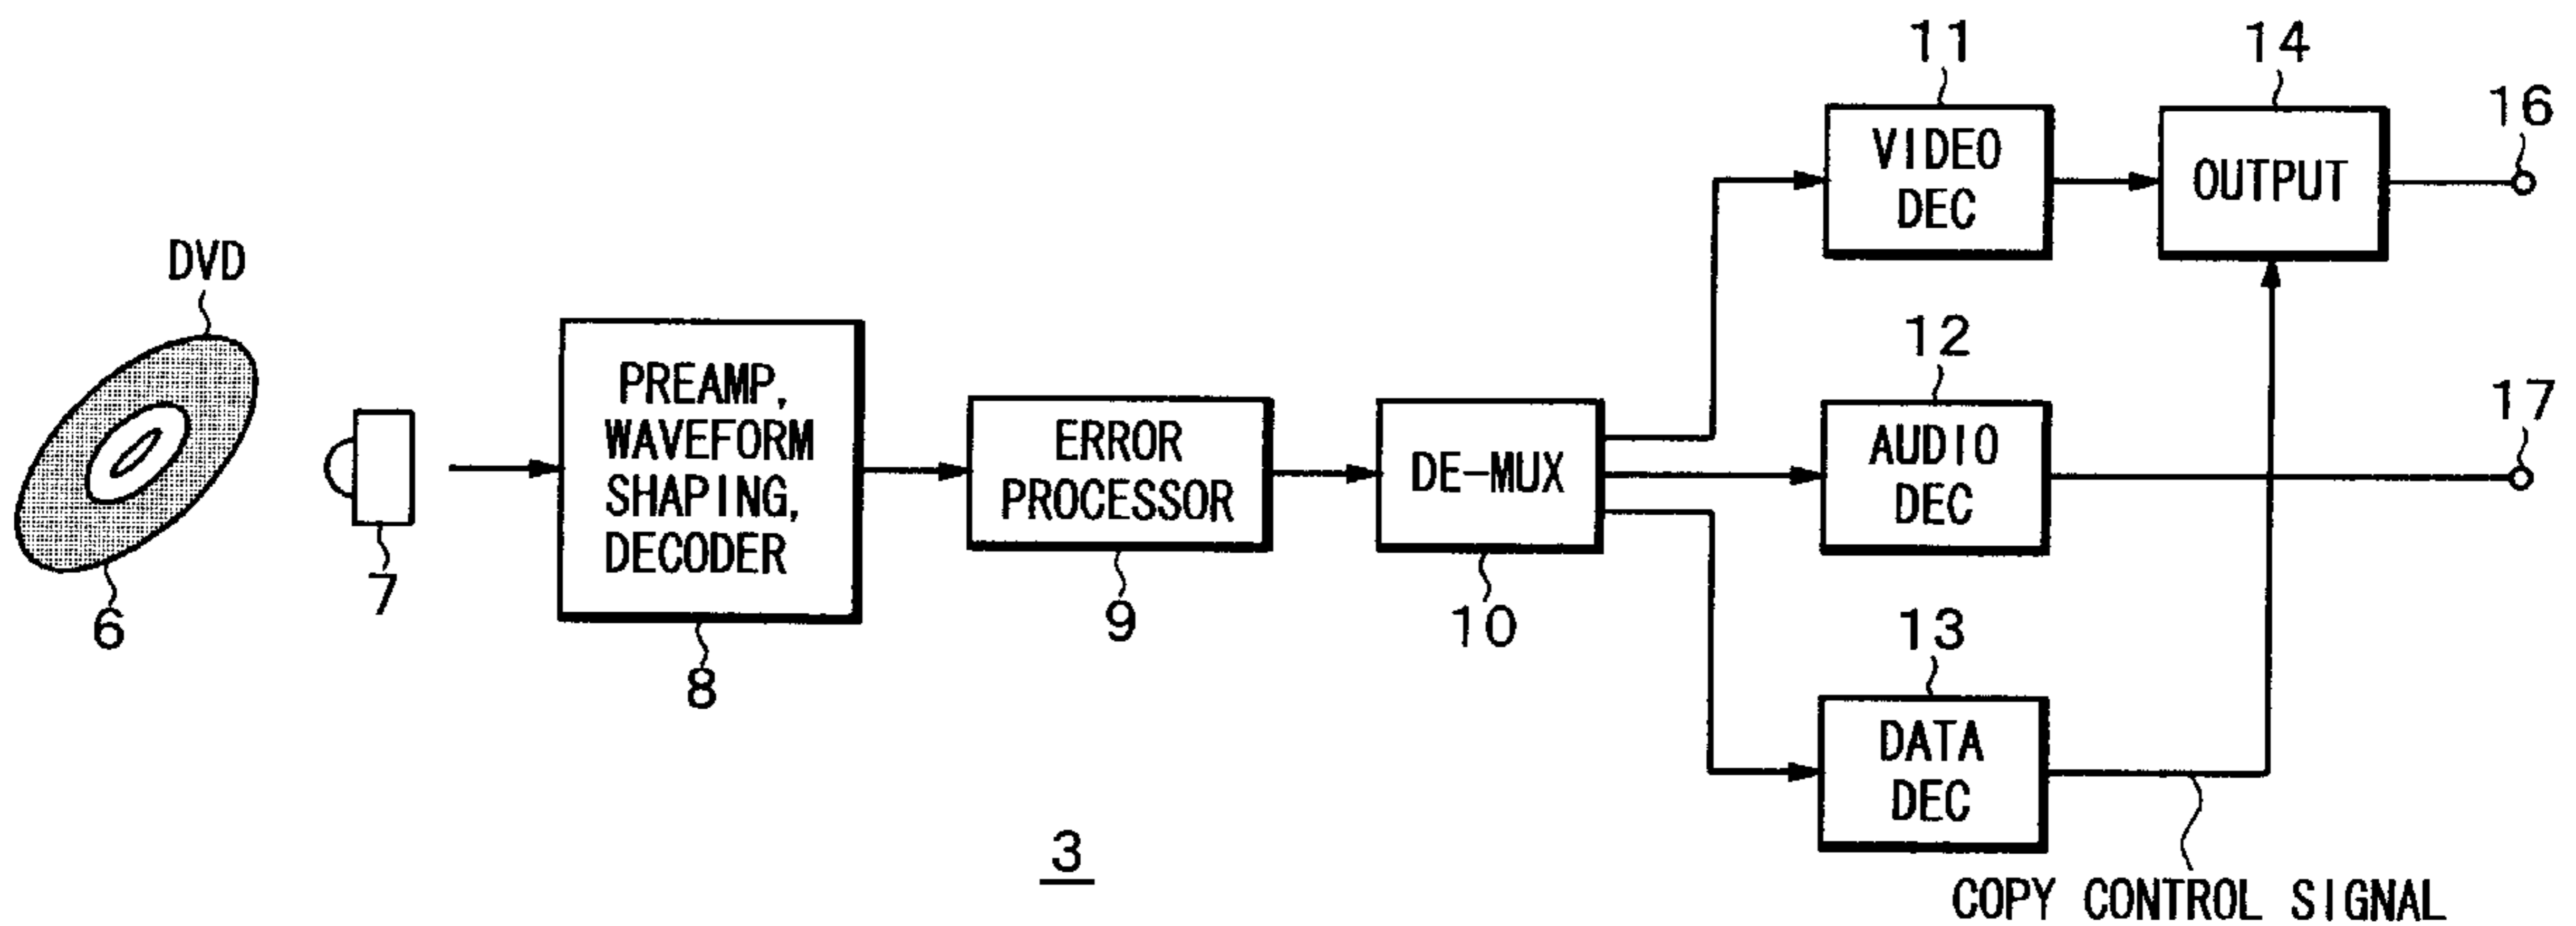 DVD
6
7
PREAMP,
WAVEFORM
SHAPING,
DECODER
8
ERROR
PROCESSOR
9
DE-MUX
10
11
VIDEO
DEC
14
OUTPUT
16
12
AUDIO
DEC
17
13
DATA
DEC
COPY CONTROL SIGNAL
3